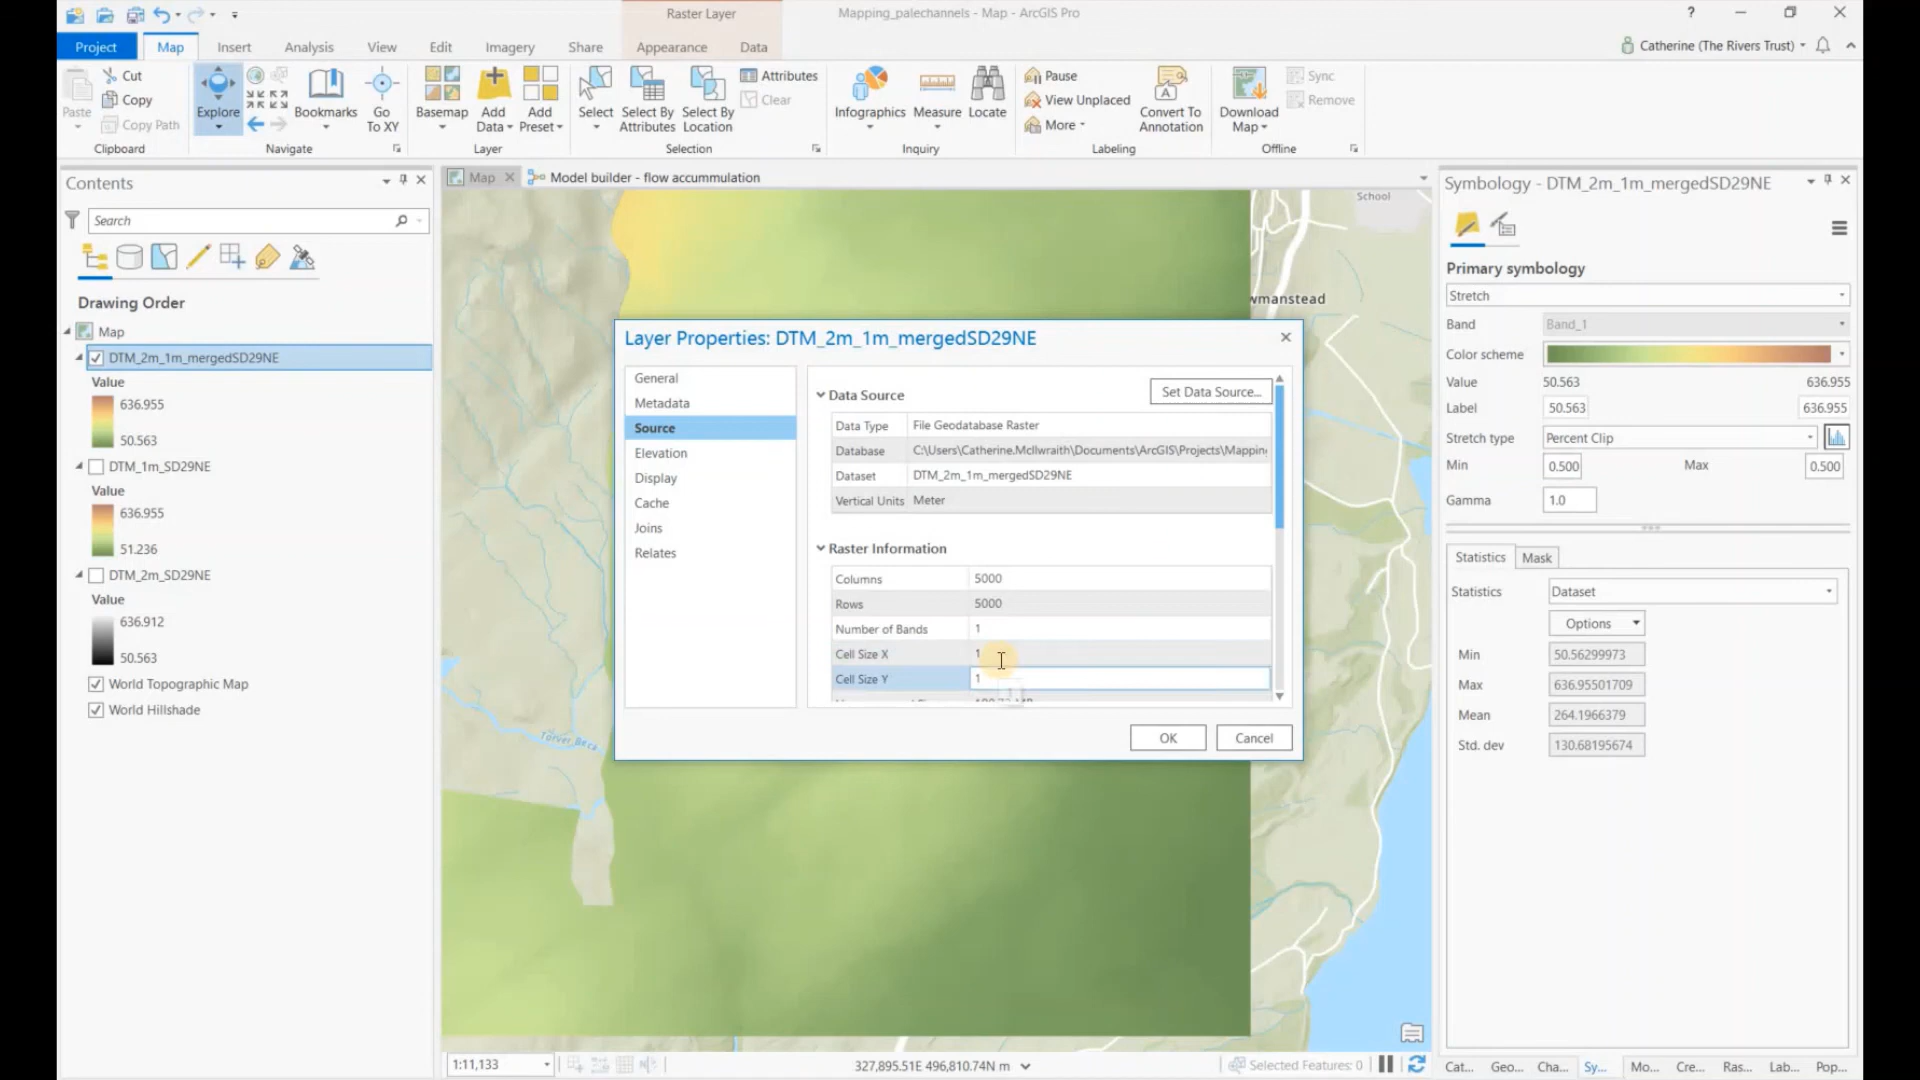 Raster Layer
Mapping_palechannels - Map - ArcGIS Pro
?
Project
Map
Insert
Analysis
View
Edit
Imagery
Share
Appearance
Data
Catherine (The Rivers Trust)
Paste
Cut
Copy
Copy Path
Clipboard
Explore
Bookmarks
Go
To XY
Navigate
Basemap
Add
Data
Add
Preset
Layer
Select
Select By
Attributes
Select By
Location
Attributes
Clear
Selection
Infographics
Measure
Locate
Inquiry
Pause
View Unplaced
More
Convert To
Annotation
Labeling
Download
Map
Sync
Remove
Offline
Contents
Search
Drawing Order
Map
DTM_2m_1m_mergedSD29NE
Value
636.955
50.563
DTM_1m_SD29NE
Value
636.955
51.236
DTM_2m_SD29NE
Value
636.912
50.563
World Topographic Map
World Hillshade
Map
Model builder - flow accummulation
School
wmanstead
Torver Beck
Layer Properties: DTM_2m_1m_mergedSD29NE
General
Metadata
Source
Elevation
Display
Cache
Joins
Relates
Data Source
Set Data Source...
Data Type File Geodatabase Raster
Database C:\Users\Catherine.McIlwraith\Documents\ArcGIS\Projects\Mapping
Dataset DTM_2m_1m_mergedSD29NE
Vertical Units Meter
Raster Information
Columns 5000
Rows 5000
Number of Bands 1
Cell Size X 1
Cell Size Y 1
OK
Cancel
1:11,133
327,895.51E 496,810.74N m
Selected Features: 0
Symbology - DTM_2m_1m_mergedSD29NE
Primary symbology
Stretch
Band Band_1
Color scheme
Value 50.563 636.955
Label 50.563 636.955
Stretch type Percent Clip
Min 0.500 Max 0.500
Gamma 1.0
Statistics
Mask
Statistics Dataset
Options
Min 50.56299973
Max 636.95501709
Mean 264.1966379
Std. dev 130.68195674
Cat... Geo... Cha... Sy... Mo... Cre... Ras... Lab... Pop...